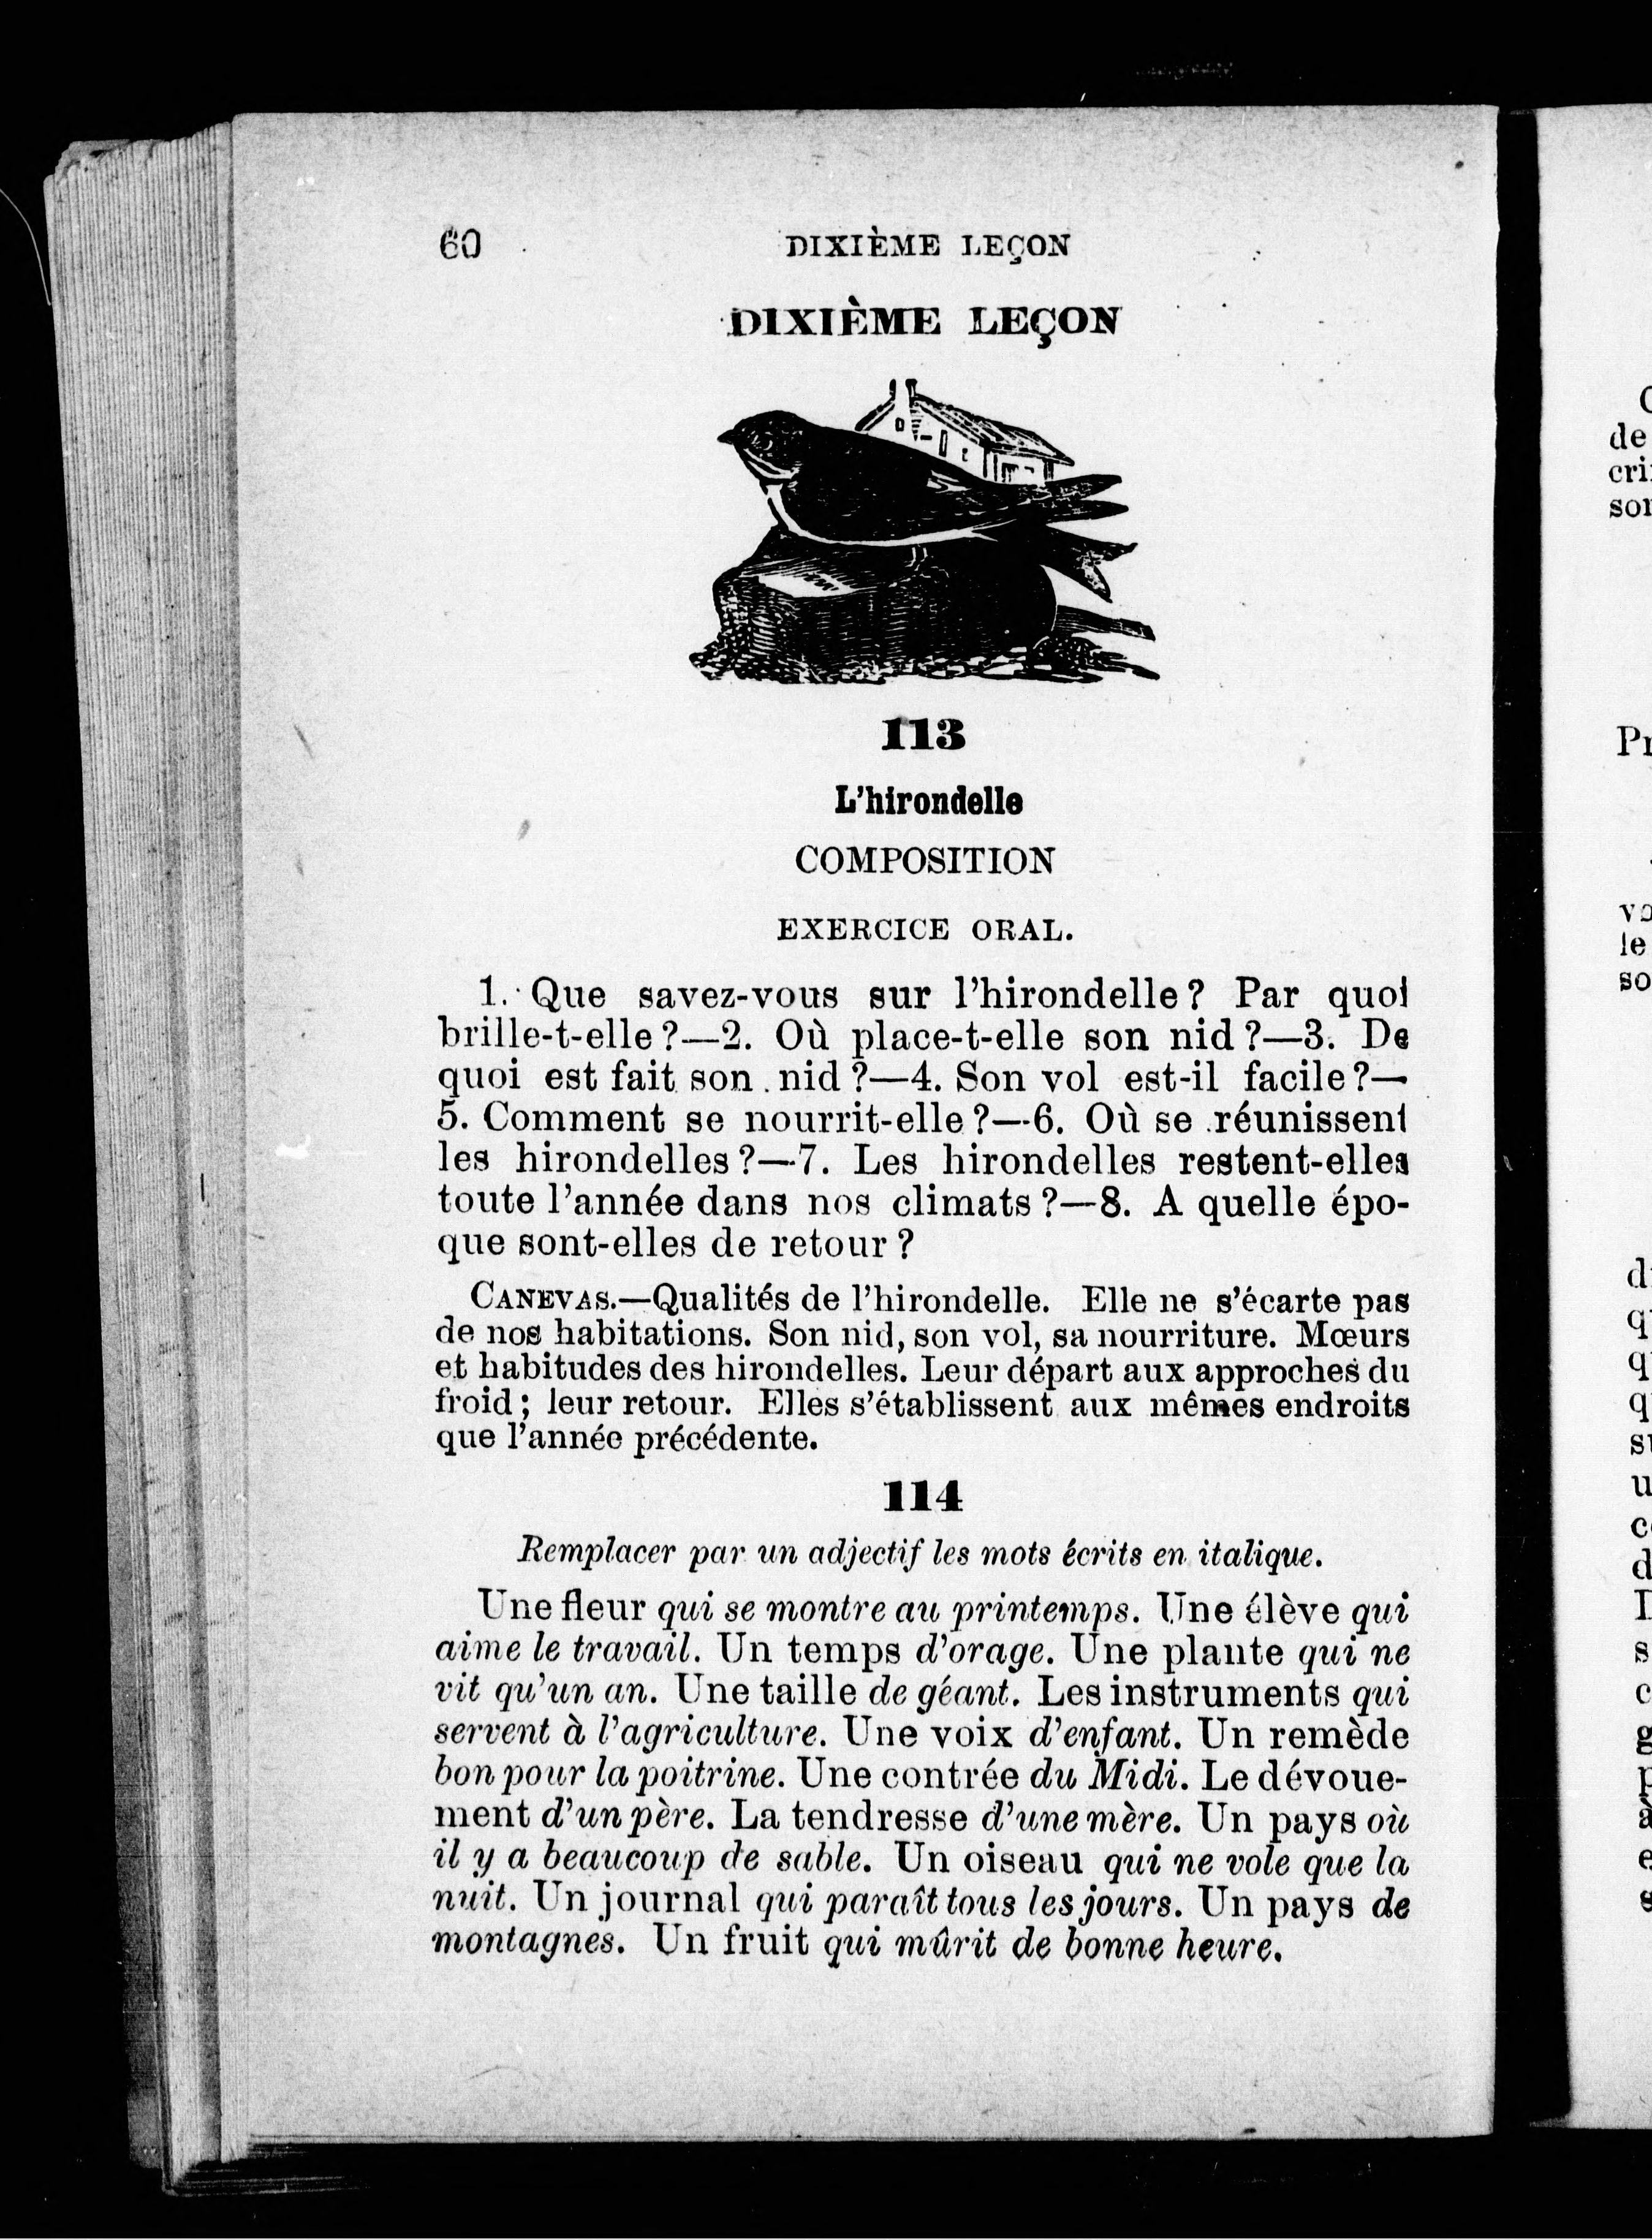 60
DIXIÈME LEÇON
DIXIÈME LEÇON
113
L'hirondelle
COMPOSITION
EXERCICE ORAL.
1. Que savez-vous sur l'hirondelle? Par quoi
brille-t-elle?—2. Où place-t-elle son nid?—3. De
quoi est fait son nid?—4. Son vol est-il facile?—
5. Comment se nourrit-elle?—6. Où se réunissent
les hirondelles?—7. Les hirondelles restent-elles
toute l'année dans nos climats?—8. A quelle épo-
que sont-elles de retour?
CANEVAS.—Qualités de l'hirondelle. Elle ne s'écarte pas
de nos habitations. Son nid, son vol, sa nourriture. Mœurs
et habitudes des hirondelles. Leur départ aux approches du
froid; leur retour. Elles s'établissent aux mêmes endroits
que l'année précédente.
114
Remplacer par un adjectif les mots écrits en italique.
Une fleur qui se montre au printemps. Une élève qui
aime le travail. Un temps d'orage. Une plante qui ne
vit qu'un an. Une taille de géant. Les instruments qui
servent à l'agriculture. Une voix d'enfant. Un remède
bon pour la poitrine. Une contrée du Midi. Le dévoue-
ment d'un père. La tendresse d'une mère. Un pays où
il y a beaucoup de sable. Un oiseau qui ne vole que la
nuit. Un journal qui paraît tous les jours. Un pays de
montagnes. Un fruit qui mûrit de bonne heure.